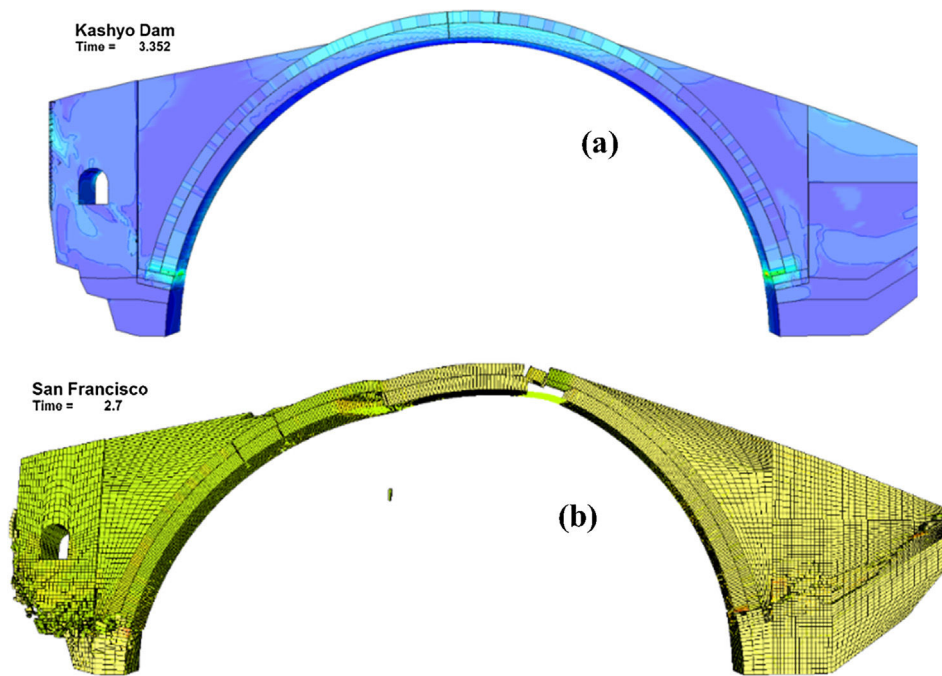 Kashyo Dam
Time = 3.352
(a)
San Francisco
Time = 2.7
(b)